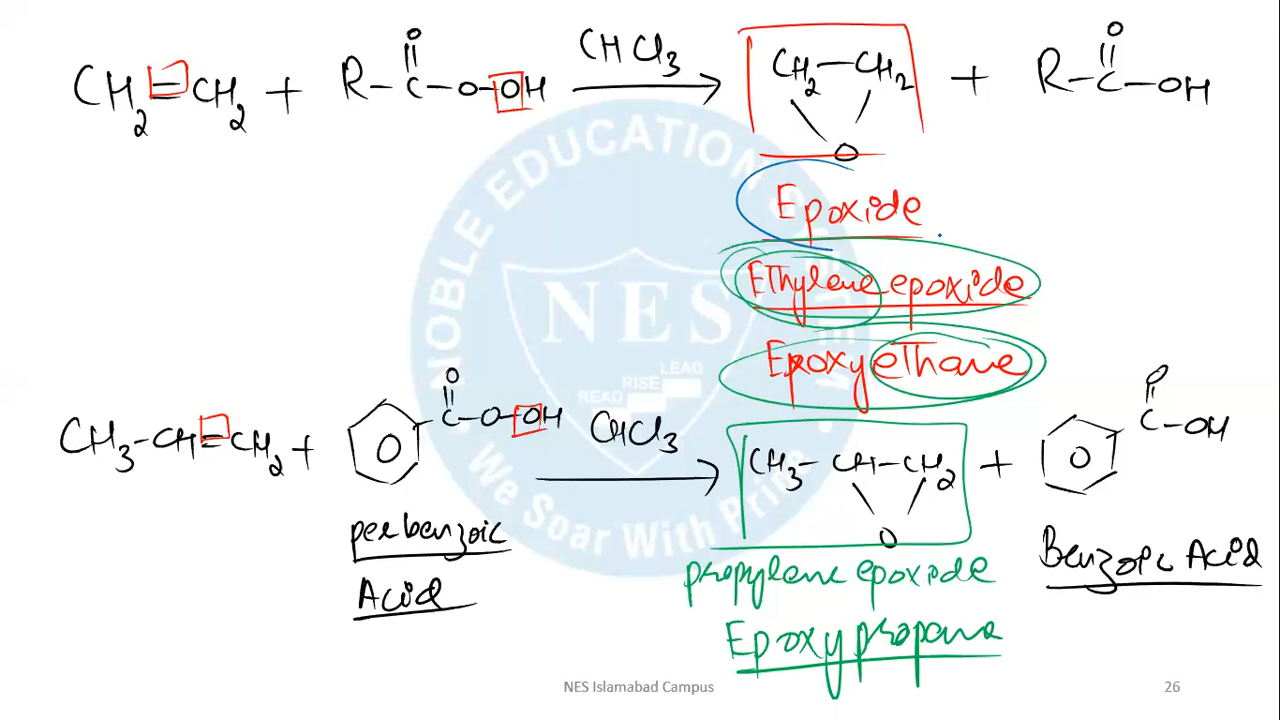 CH2=CH2 + R-C(=O)-O-OH CHCl3 → CH2-CH2 O + R-C(=O)-OH
Epoxide
Ethylene epoxide
Epoxyethane
CH3-CH=CH2 + C(=O)-O-OH CHCl3 → CH3-CH-CH2 O + C(=O)-OH
perbenzoic
Acid
propylene epoxide
Epoxypropane
Benzoic Acid
NOBLE EDUCATION
NES
READ RISE LEAD
We Soar With Pride
NES Islamabad Campus
26